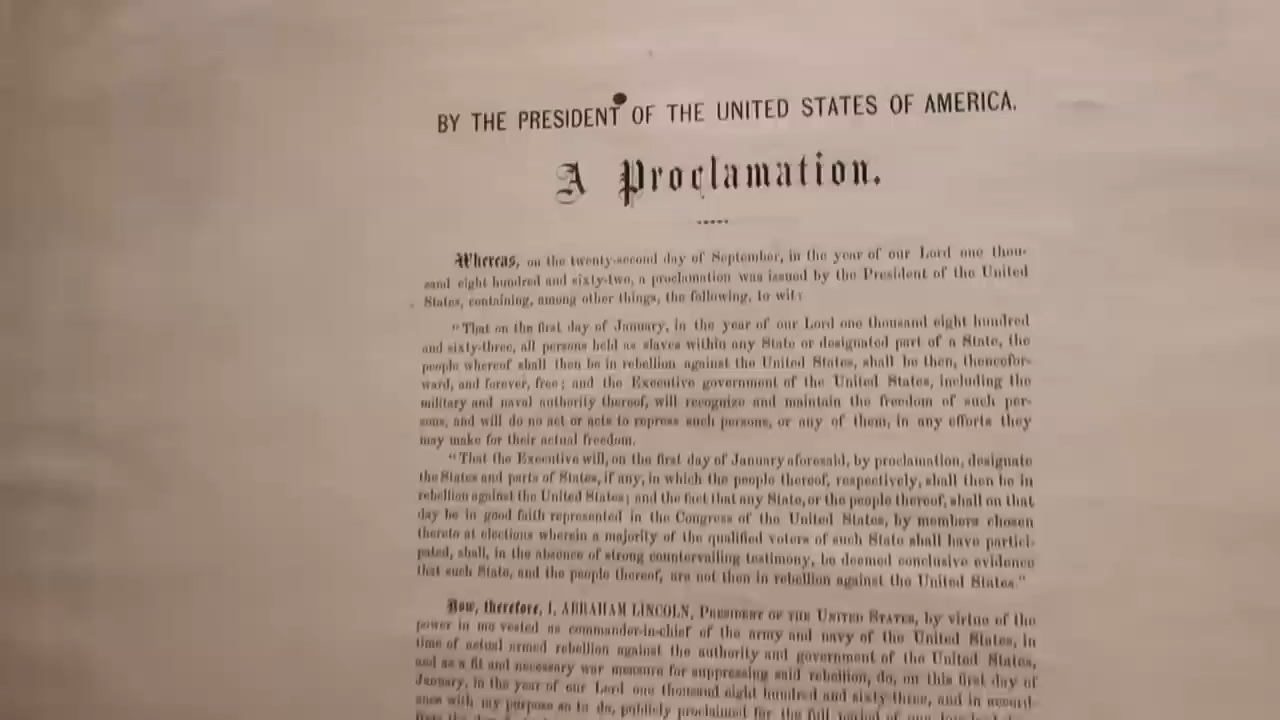 BY THE PRESIDENT OF THE UNITED STATES OF AMERICA.
A Proclamation.
Whereas, on the twenty-second day of September, in the year of our Lord one thou-
sand eight hundred and sixty-two, a proclamation was issued by the President of the United
States, containing, among other things, the following, to wit:
"That on the first day of January, in the year of our Lord one thousand eight hundred
and sixty-three, all persons held as slaves within any State or designated part of a State, the
people whereof shall then be in rebellion against the United States, shall be then, thencefor-
ward, and forever, free; and the Executive government of the United States, including the
military and naval authority thereof, will recognize and maintain the freedom of such per-
sons, and will do no act or acts to repress such persons, or any of them, in any efforts they
may make for their actual freedom.
"That the Executive will, on the first day of January aforesaid, by proclamation, designate
the States and parts of States, if any, in which the people thereof, respectively, shall then be in
rebellion against the United States; and the fact that any State, or the people thereof, shall on that
day be in good faith represented in the Congress of the United States, by members chosen
thereto at elections wherein a majority of the qualified voters of such State shall have partici-
pated, shall, in the absence of strong countervailing testimony, be deemed conclusive evidence
that such State, and the people thereof, are not then in rebellion against the United States."
Now, therefore, I, ABRAHAM LINCOLN, PRESIDENT OF THE UNITED STATES, by virtue of the
power in me vested as commander-in-chief of the army and navy of the United States, in
time of actual armed rebellion against the authority and government of the United States,
and as a fit and necessary war measure for suppressing said rebellion, do, on this first day of
January, in the year of our Lord one thousand eight hundred and sixty-three, and in accord-
ance with my purpose so to do, publicly proclaimed for the full period of one